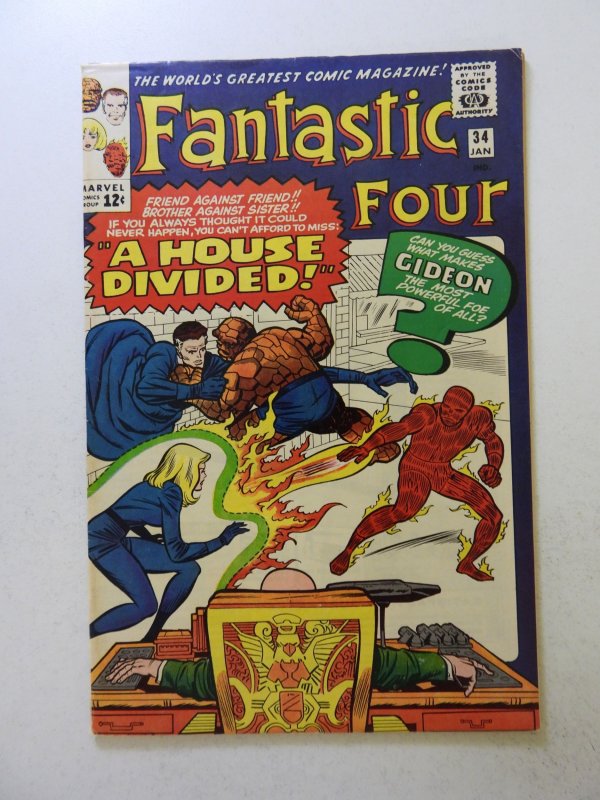 THE WORLD'S GREATEST COMIC MAGAZINE!
APPROVED
BY THE
COMICS
CODE
CA
AUTHORITY
Fantastic
Four
34
JAN
IND.
MARVEL
COMICS
GROUP
12¢
FRIEND AGAINST FRIEND!!
BROTHER AGAINST SISTER!!
IF YOU ALWAYS THOUGHT IT COULD
NEVER HAPPEN, YOU CAN'T AFFORD TO MISS:
"A HOUSE
DIVIDED!"
CAN YOU GUESS
WHAT MAKES
GIDEON
THE MOST
POWERFUL FOE
OF ALL?